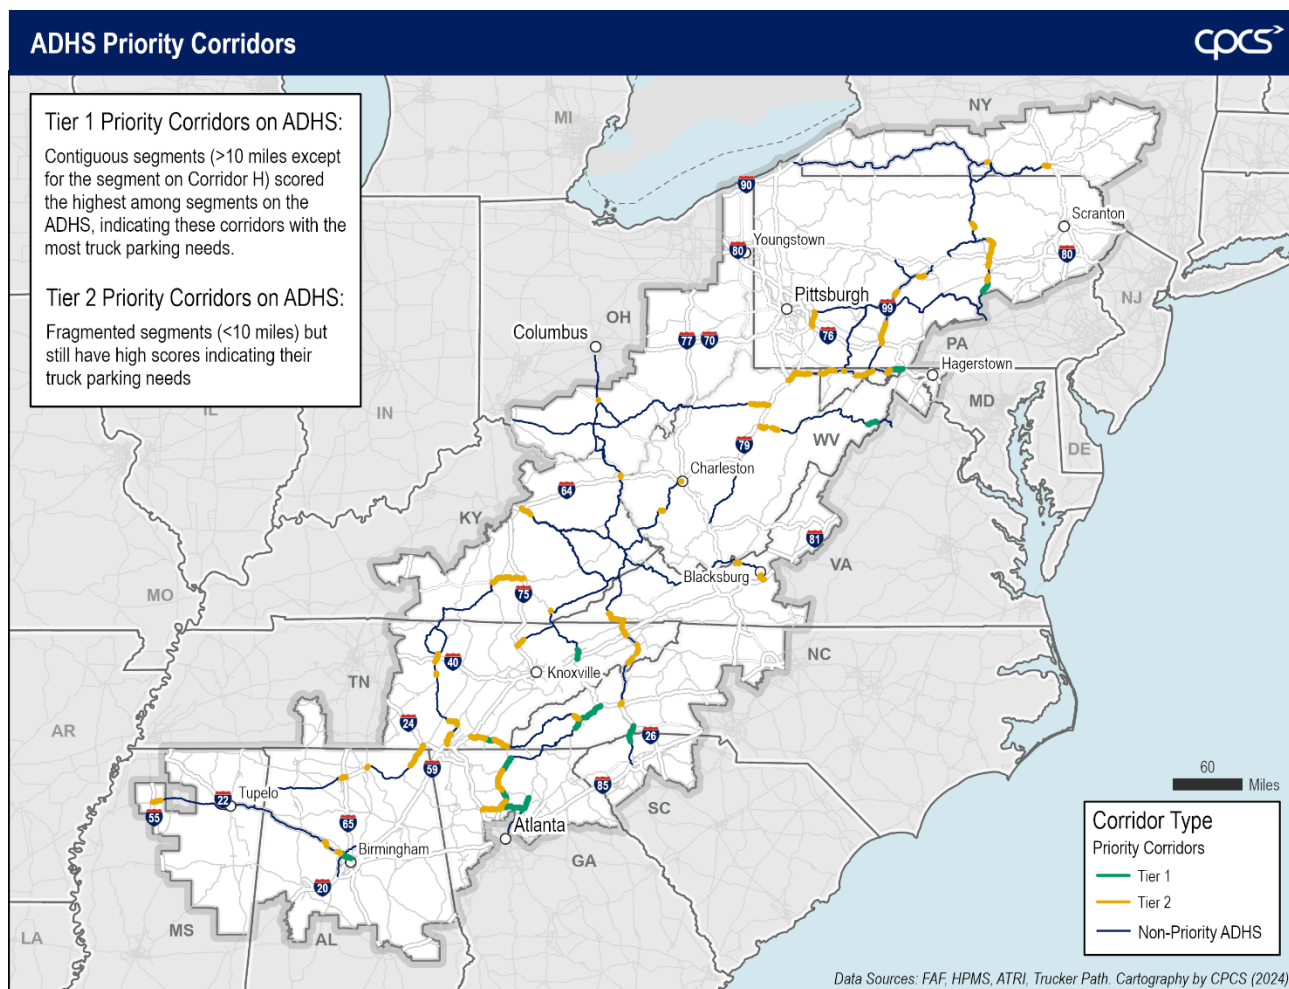 ADHS Priority Corridors
cpcs
Tier 1 Priority Corridors on ADHS:
Contiguous segments (>10 miles except
for the segment on Corridor H) scored
the highest among segments on the
ADHS, indicating these corridors with the
most truck parking needs.
Tier 2 Priority Corridors on ADHS:
Fragmented segments (<10 miles) but
still have high scores indicating their
truck parking needs
MI
NY
90
Scranton
80
Youngstown
80
Pittsburgh
99
NJ
OH
Columbus
77
70
76
PA
Hagerstown
IL
IN
MD
WV
DE
79
Charleston
64
KY
81
VA
Blacksburg
75
MO
NC
40
Knoxville
TN
24
26
AR
59
60
Miles
85
22
Tupelo
SC
55
65
Atlanta
Birmingham
GA
20
MS
AL
LA
Corridor Type
Priority Corridors
Tier 1
Tier 2
Non-Priority ADHS
Data Sources: FAF, HPMS, ATRI, Trucker Path. Cartography by CPCS (2024)